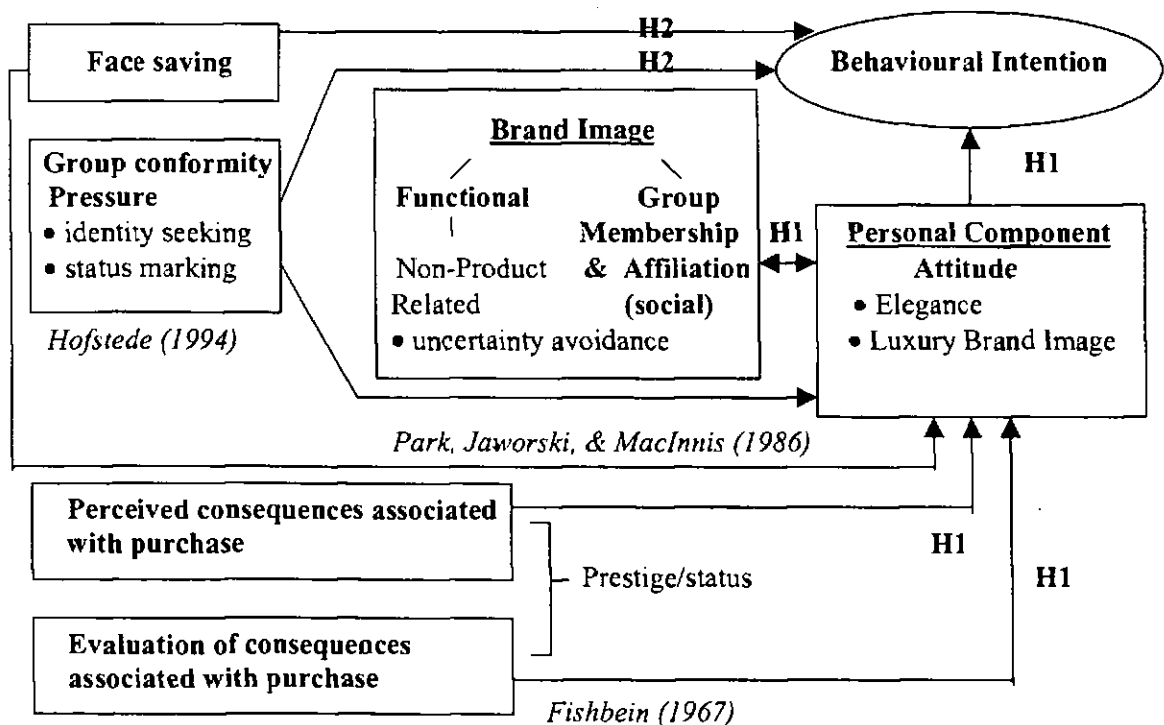 Face saving
H2
H2
Behavioural Intention
Group conformity
Pressure
• identity seeking
• status marking
Hofstede (1994)
Brand Image
Functional
Non-Product
Related
• uncertainty avoidance
Group
Membership
& Affiliation
(social)
H1
H1
Personal Component
Attitude
• Elegance
• Luxury Brand Image
Park, Jaworski, & MacInnis (1986)
Perceived consequences associated
with purchase
H1
H1
Prestige/status
Evaluation of consequences
associated with purchase
Fishbein (1967)